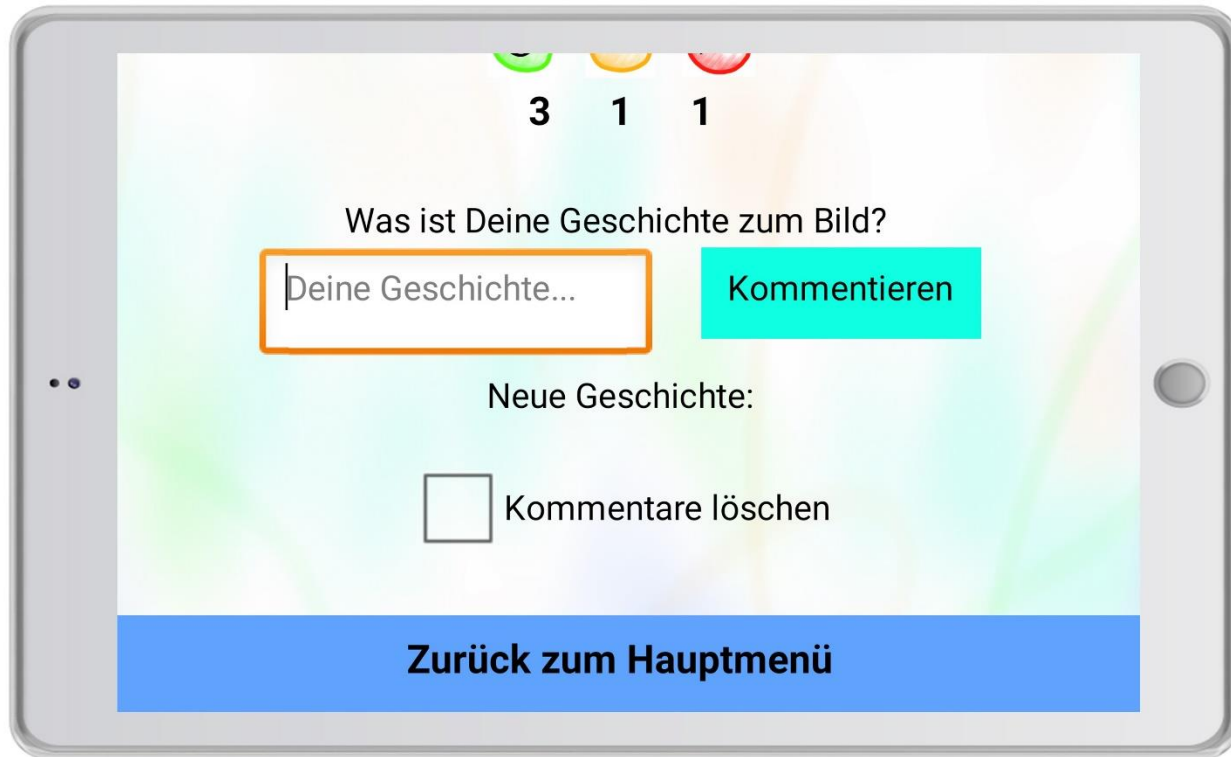 3 1 1
Was ist Deine Geschichte zum Bild?
Deine Geschichte... Kommentieren
Neue Geschichte:
Kommentare löschen
Zurück zum Hauptmenü